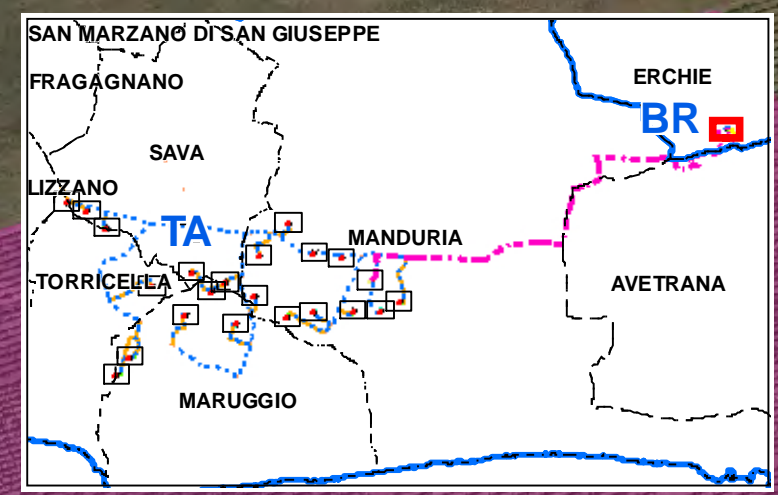 SAN MARZANO DI SAN GIUSEPPE
FRAGAGNANO
ERCHIE
BR
SAVA
LIZZANO
TA
MANDURIA
TORRICELLA
AVETRANA
MARUGGIO